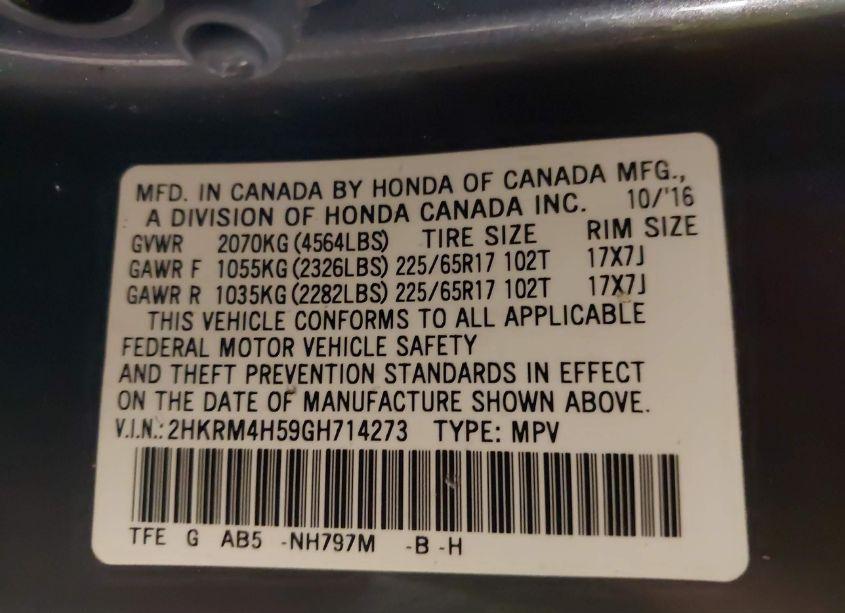 MFD. IN CANADA BY HONDA OF CANADA MFG.,
A DIVISION OF HONDA CANADA INC. 10/'16
GVWR 2070KG (4564LBS) TIRE SIZE RIM SIZE
GAWR F 1055KG (2326LBS) 225/65R17 102T 17X7J
GAWR R 1035KG (2282LBS) 225/65R17 102T 17X7J
THIS VEHICLE CONFORMS TO ALL APPLICABLE
FEDERAL MOTOR VEHICLE SAFETY
AND THEFT PREVENTION STANDARDS IN EFFECT
ON THE DATE OF MANUFACTURE SHOWN ABOVE.
V.I.N.: 2HKRM4H59GH714273 TYPE: MPV
TFE G AB5 -NH797M -B -H